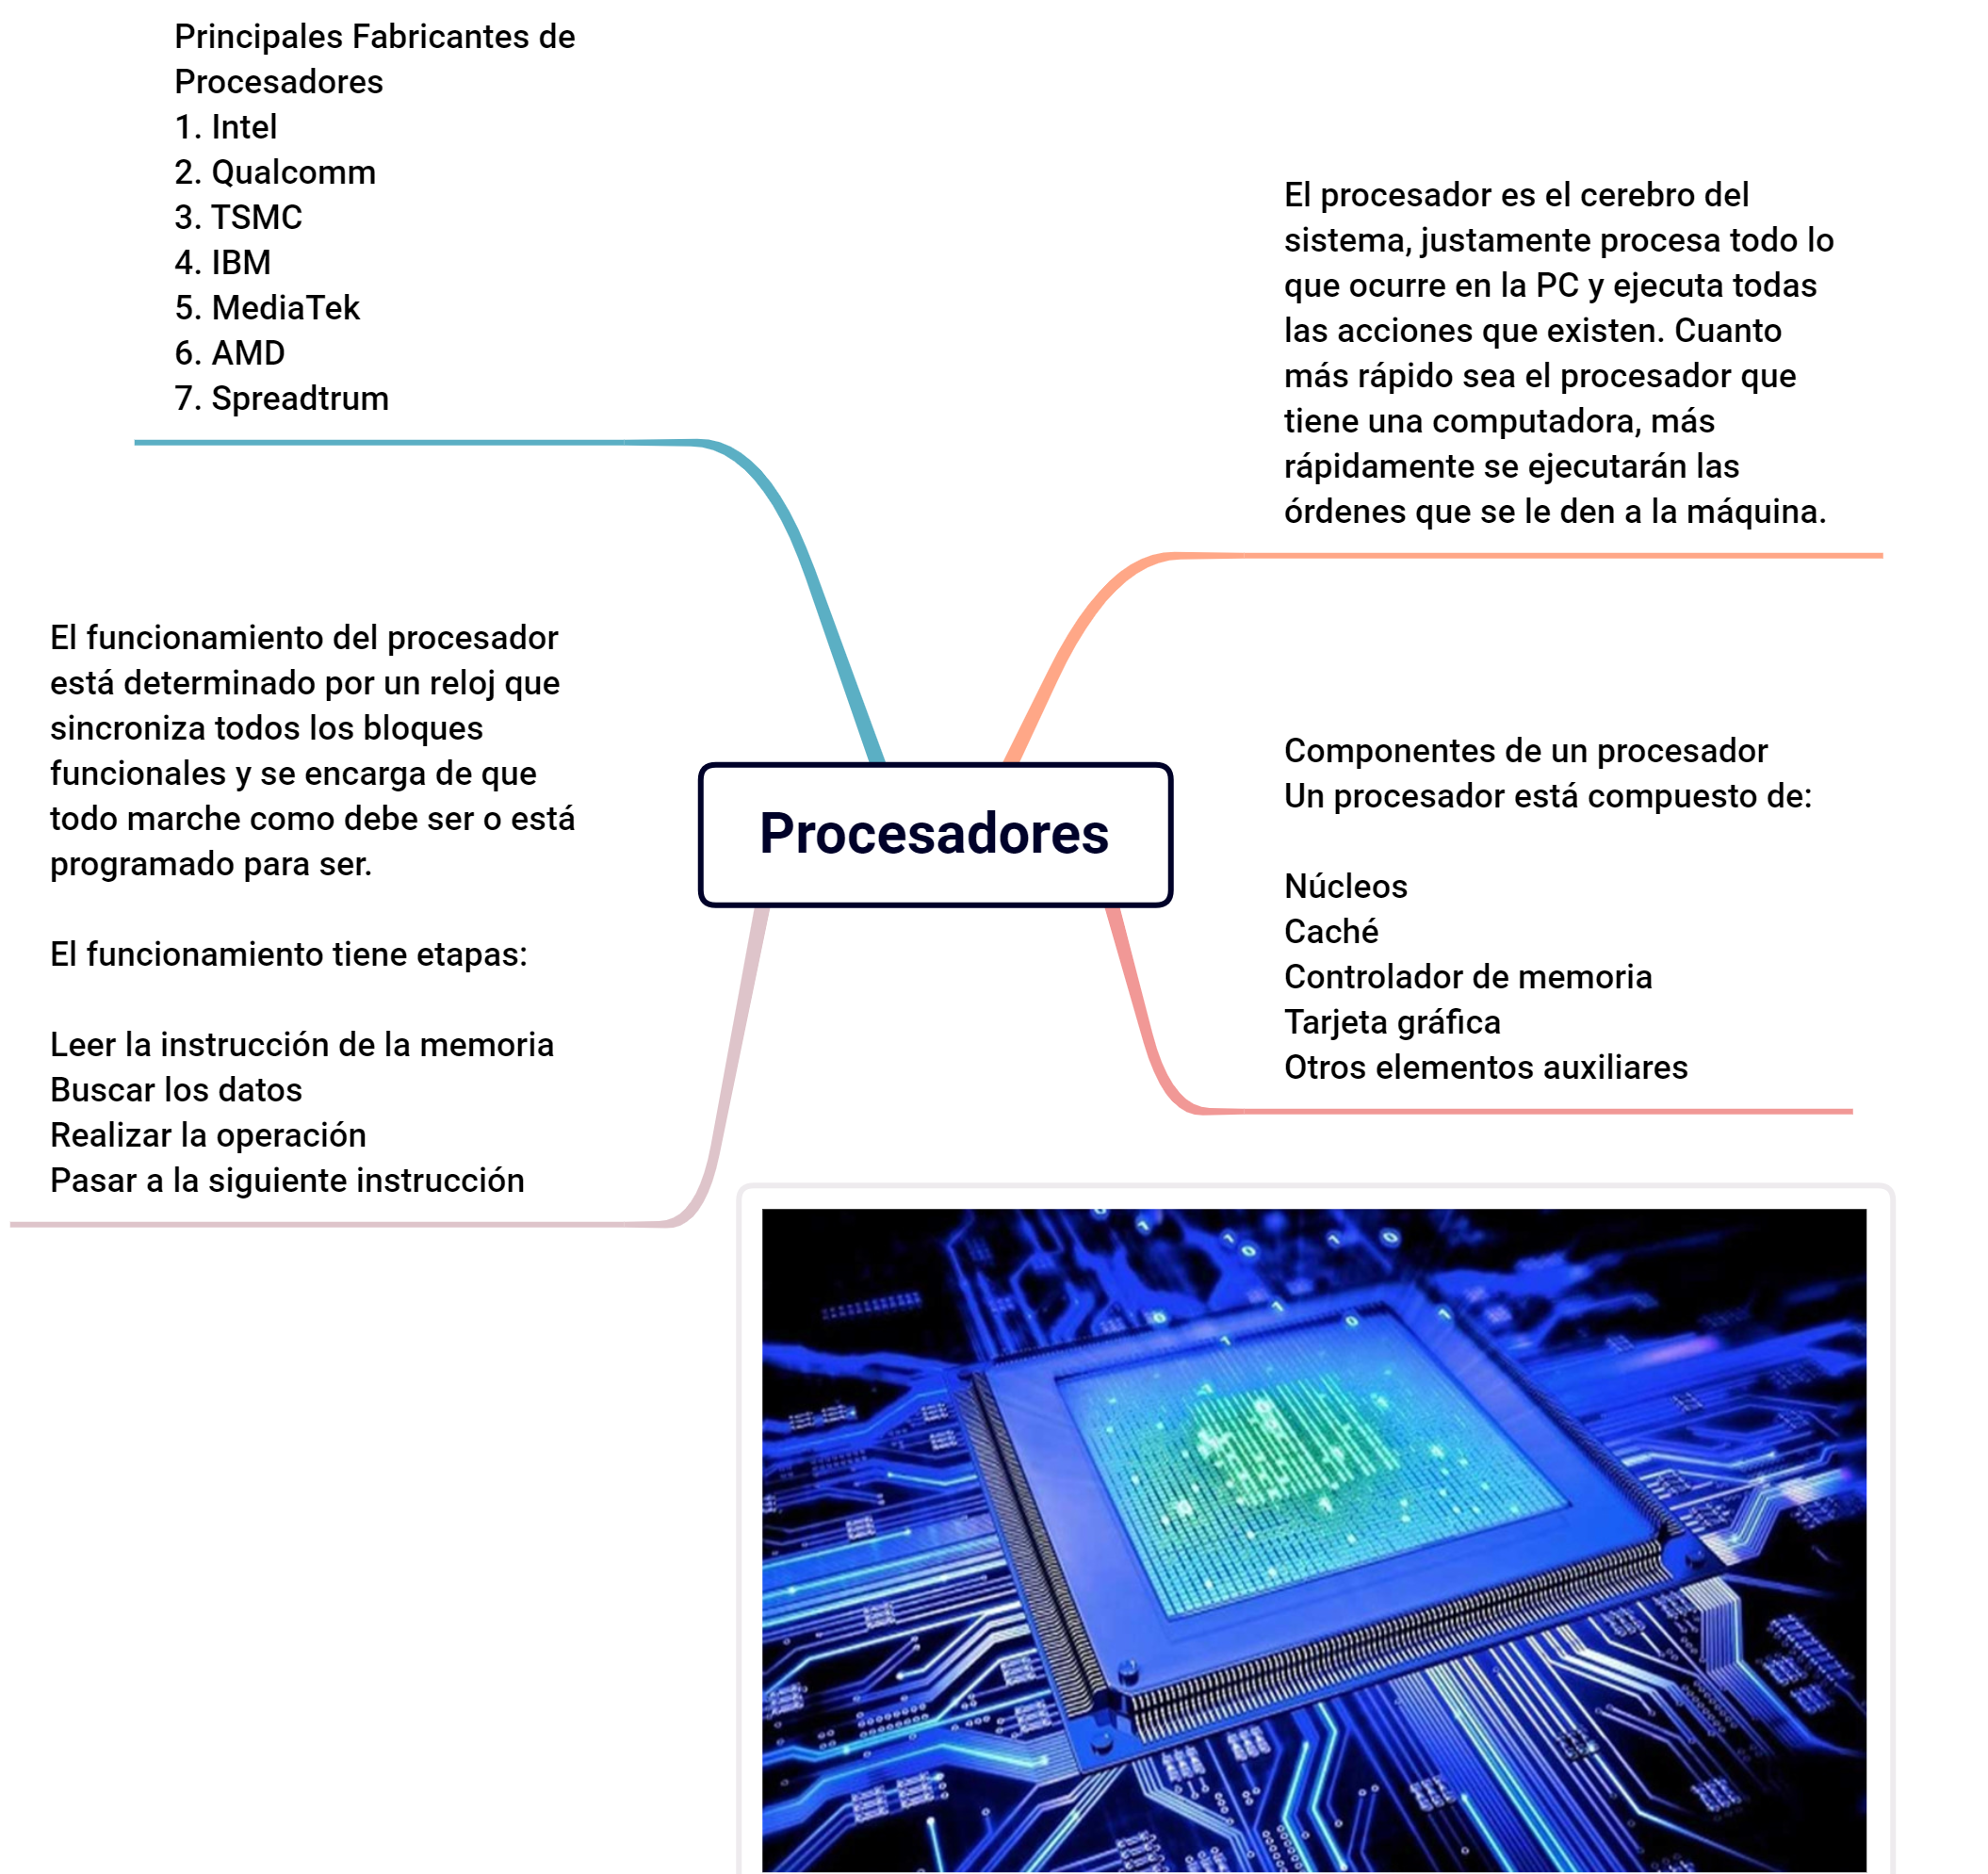 Principales Fabricantes de
Procesadores
1. Intel
2. Qualcomm
3. TSMC
4. IBM
5. MediaTek
6. AMD
7. Spreadtrum
El procesador es el cerebro del
sistema, justamente procesa todo lo
que ocurre en la PC y ejecuta todas
las acciones que existen. Cuanto
más rápido sea el procesador que
tiene una computadora, más
rápidamente se ejecutarán las
órdenes que se le den a la máquina.
El funcionamiento del procesador
está determinado por un reloj que
sincroniza todos los bloques
funcionales y se encarga de que
todo marche como debe ser o está
programado para ser.
El funcionamiento tiene etapas:
Leer la instrucción de la memoria
Buscar los datos
Realizar la operación
Pasar a la siguiente instrucción
Procesadores
Componentes de un procesador
Un procesador está compuesto de:
Núcleos
Caché
Controlador de memoria
Tarjeta gráfica
Otros elementos auxiliares